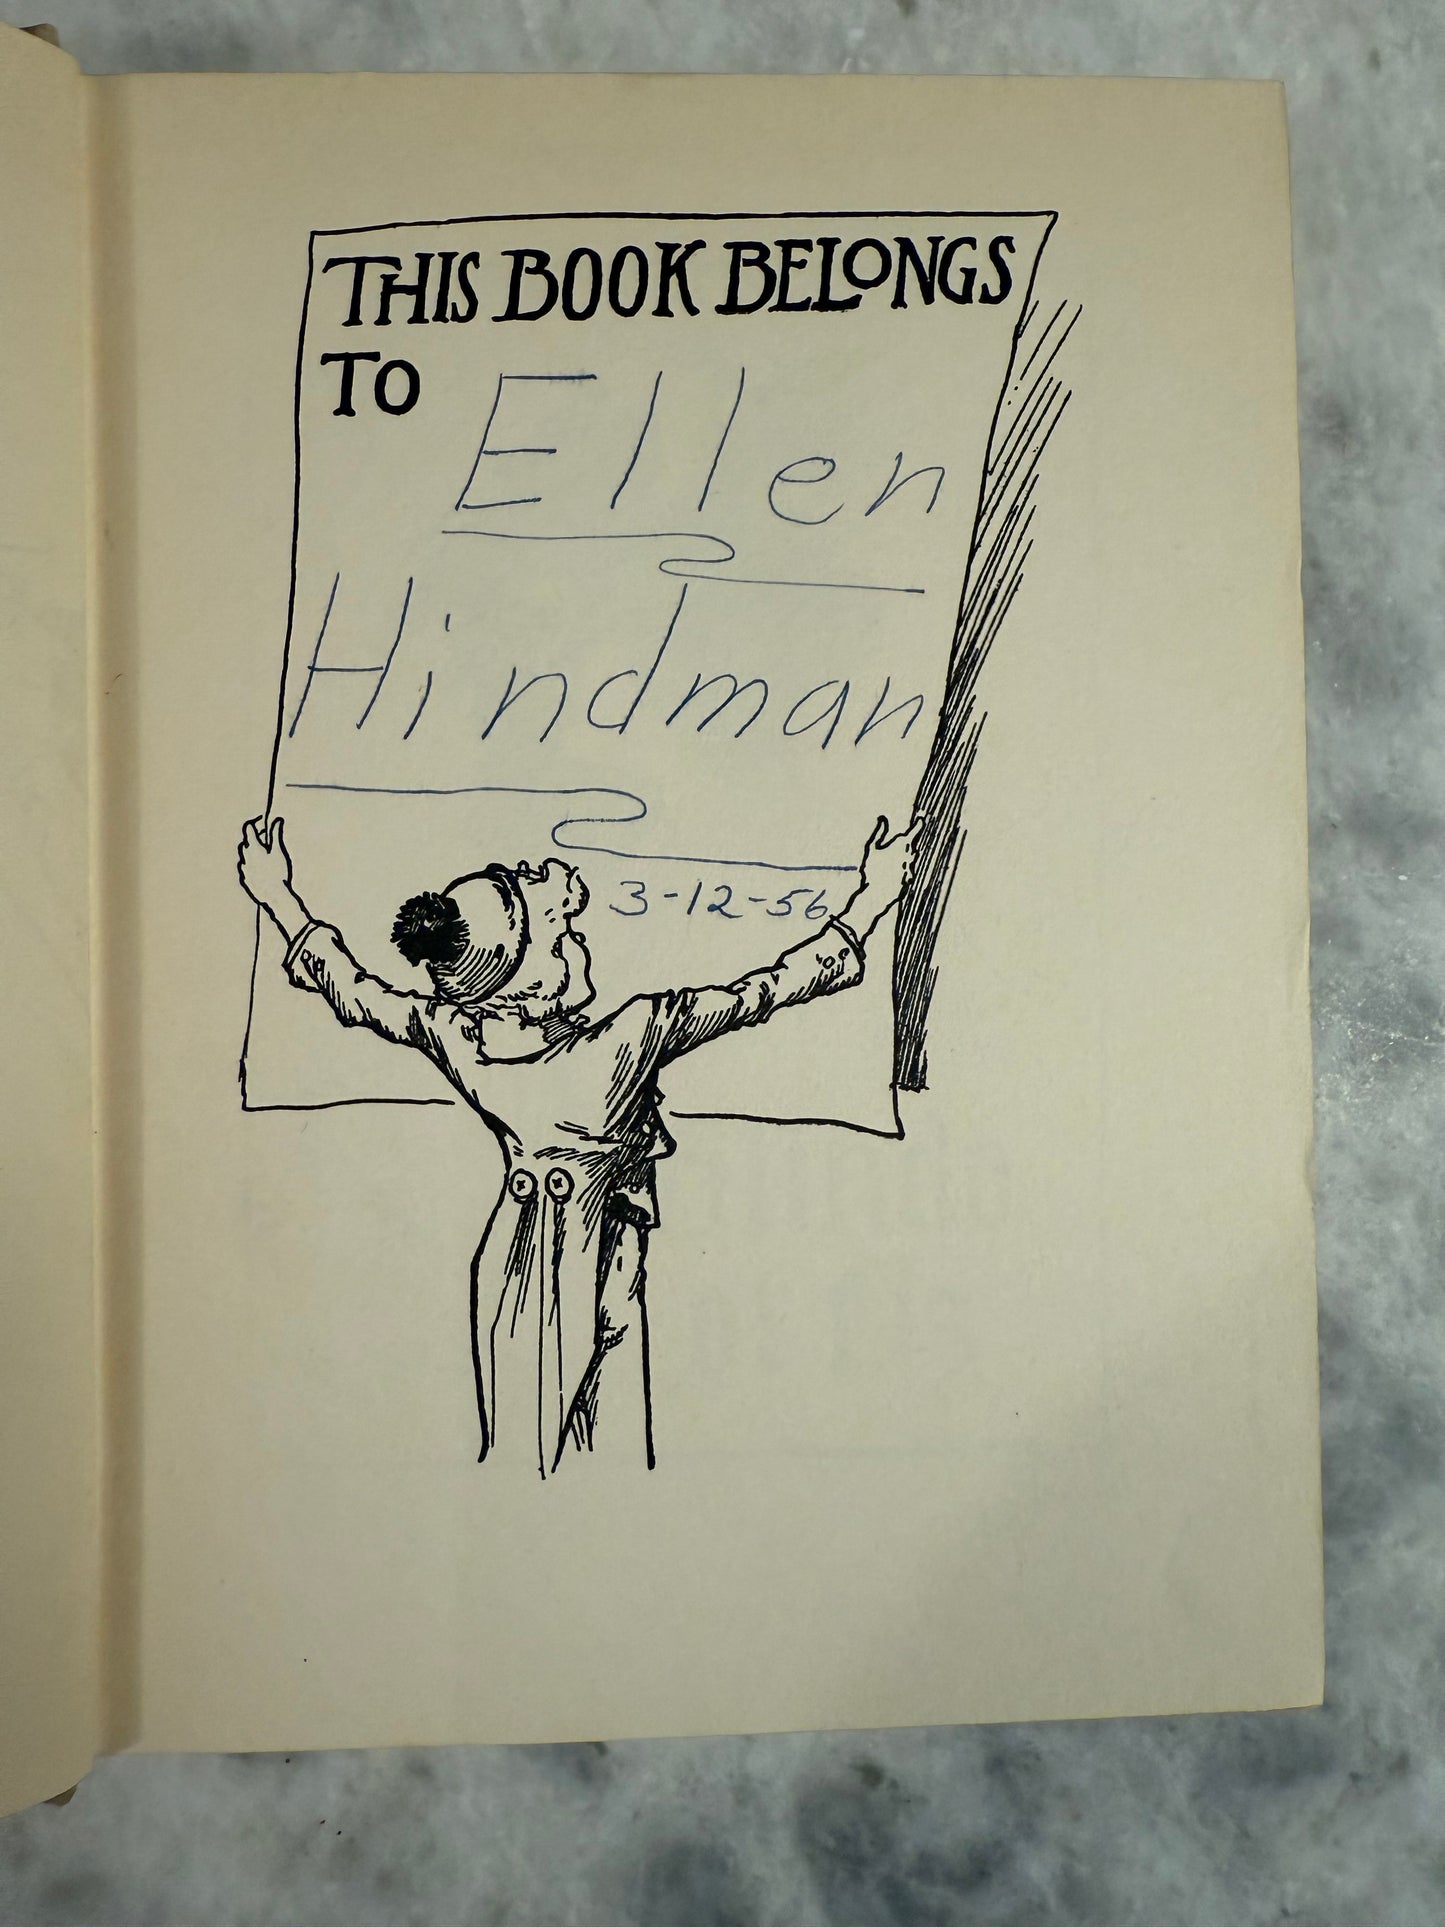 THIS BOOK BELONGS
TO Ellen
Hindman
3-12-56